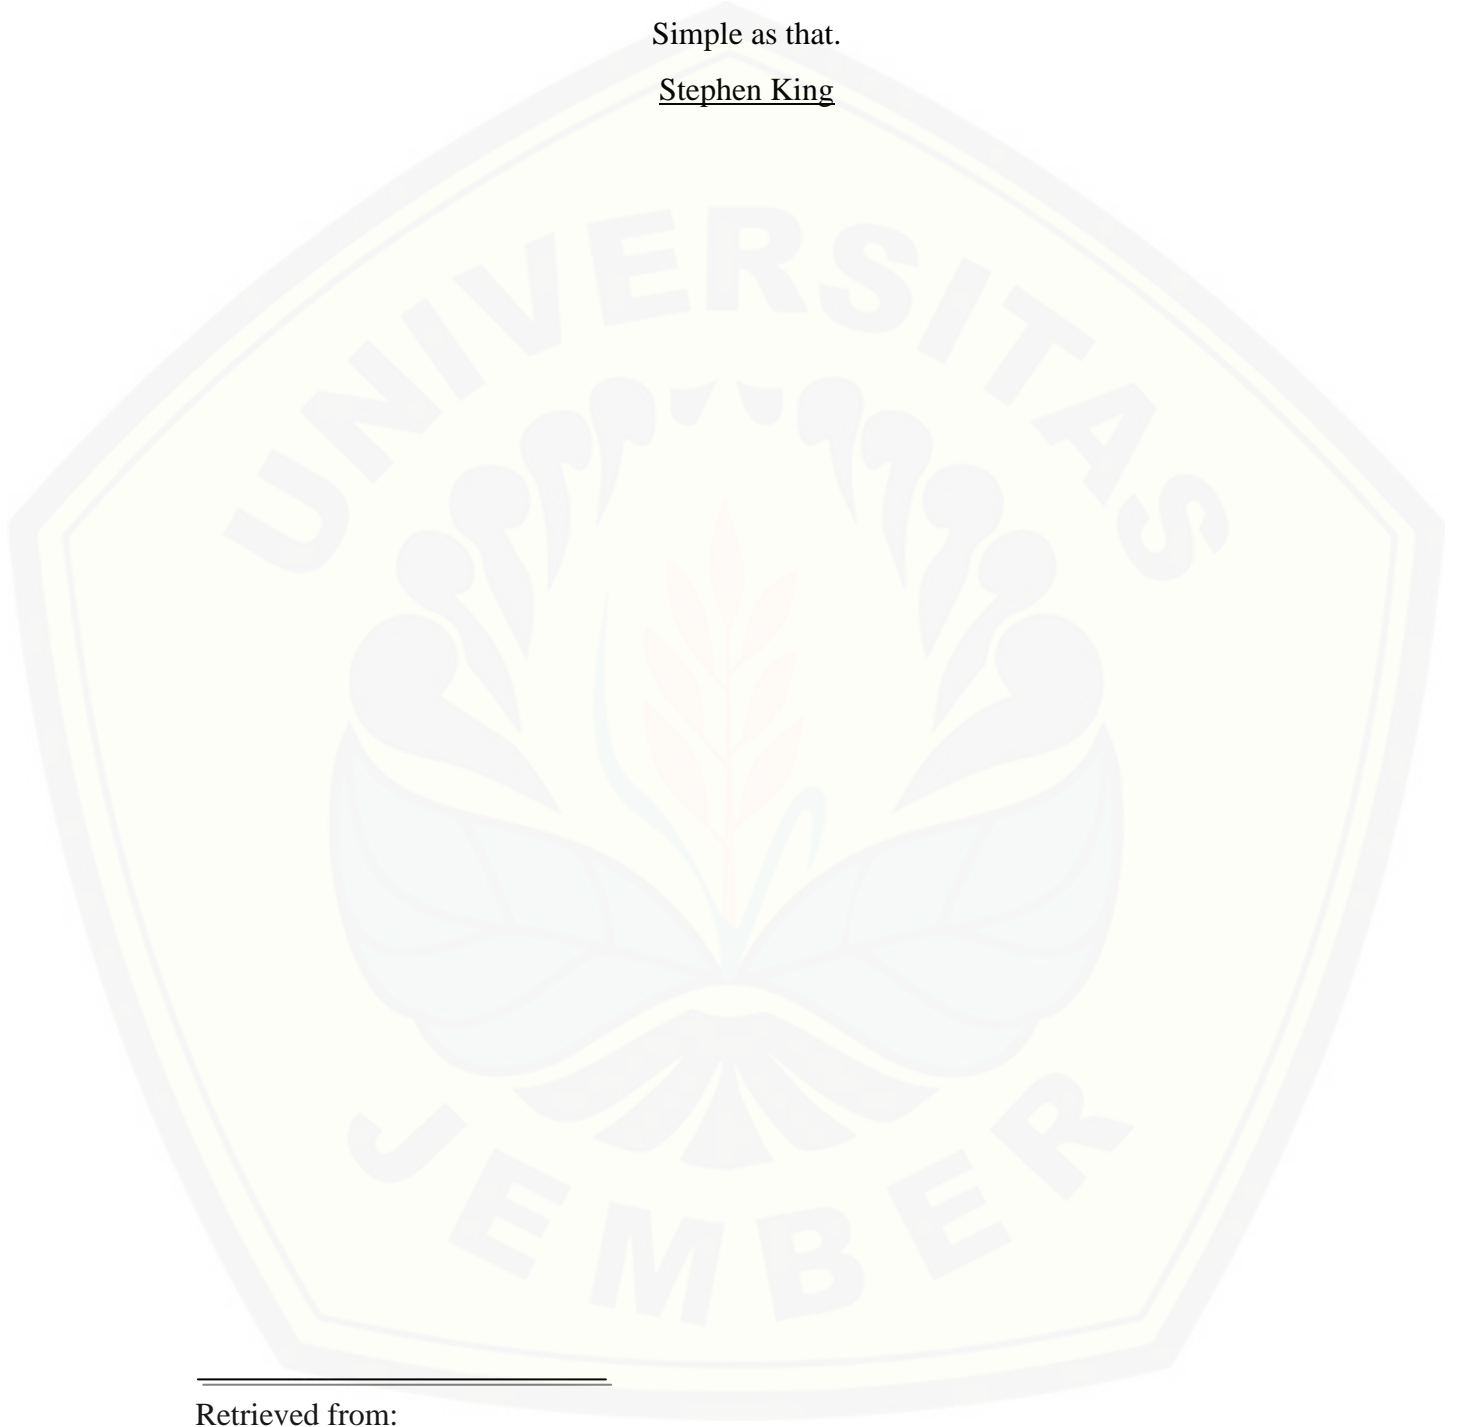 Simple as that.
Stephen King
UNIVERSITAS
JEMBER
Retrieved from: